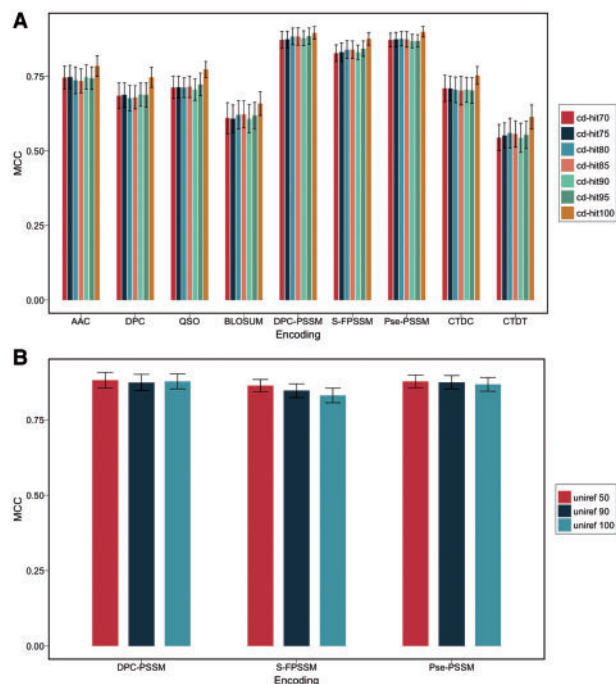 A
MCC
0.75
0.50
0.25
0.00
AAC DPC QSO BLOSUM DPC-PSSM S-FPSSM Pse-PSSM CTDC CTDT
Encoding
cd-hit70
cd-hit75
cd-hit80
cd-hit85
cd-hit90
cd-hit95
cd-hit100
B
MCC
0.75
0.50
0.25
0.00
DPC-PSSM S-FPSSM Pse-PSSM
Encoding
uniref 50
uniref 90
uniref 100